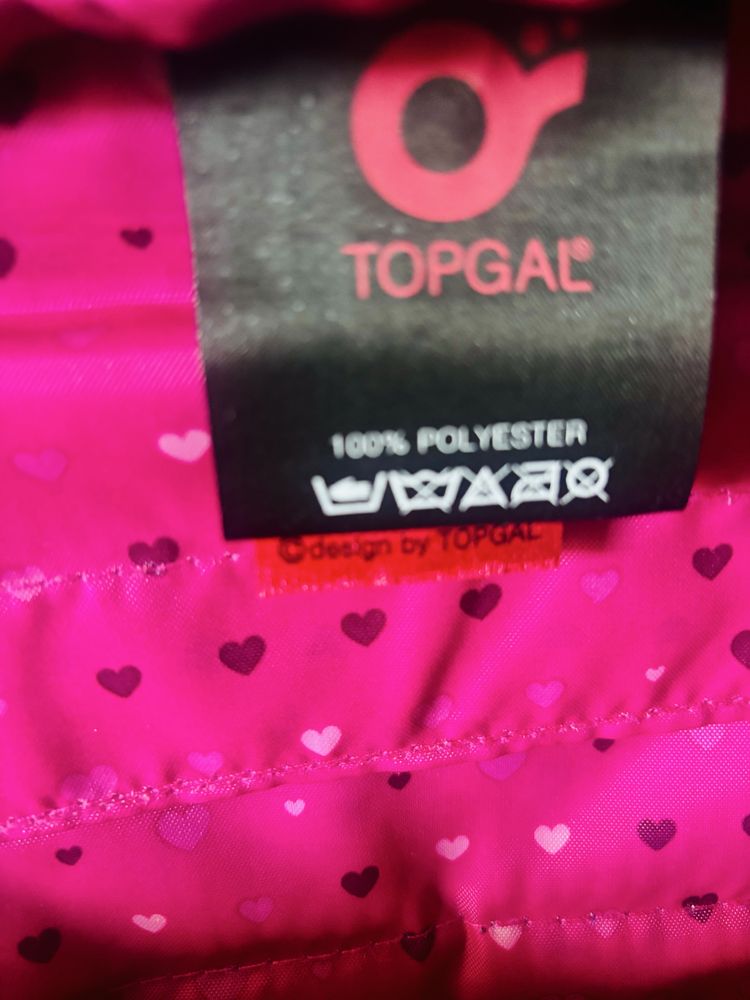 TOPGAL®
100% POLYESTER
©design by TOPGAL